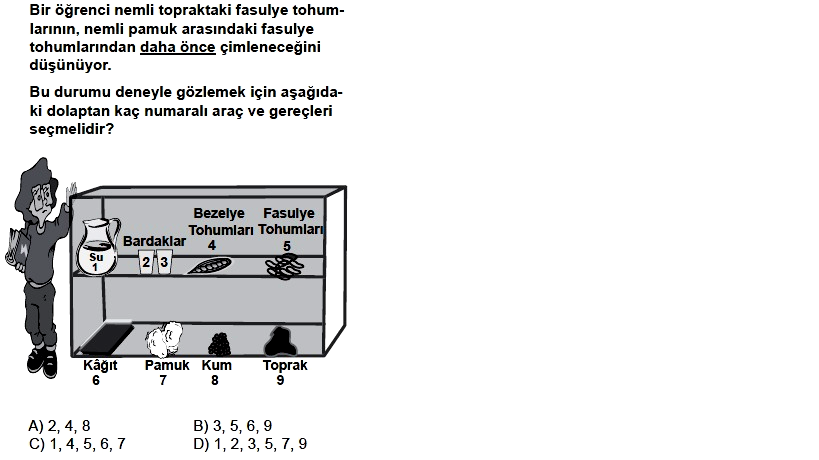 Bir öğrenci nemli topraktaki fasulye tohum-
larının, nemli pamuk arasındaki fasulye
tohumlarından daha önce çimleneceğini
düşünüyor.
Bu durumu deneyle gözlemek için aşağıda-
ki dolaptan kaç numaralı araç ve gereçleri
seçmelidir?
Bezelye Fasulye
Tohumları Tohumları
Bardaklar 4 5
Su
1 2 3
Kâğıt Pamuk Kum Toprak
6 7 8 9
A) 2, 4, 8 B) 3, 5, 6, 9
C) 1, 4, 5, 6, 7 D) 1, 2, 3, 5, 7, 9